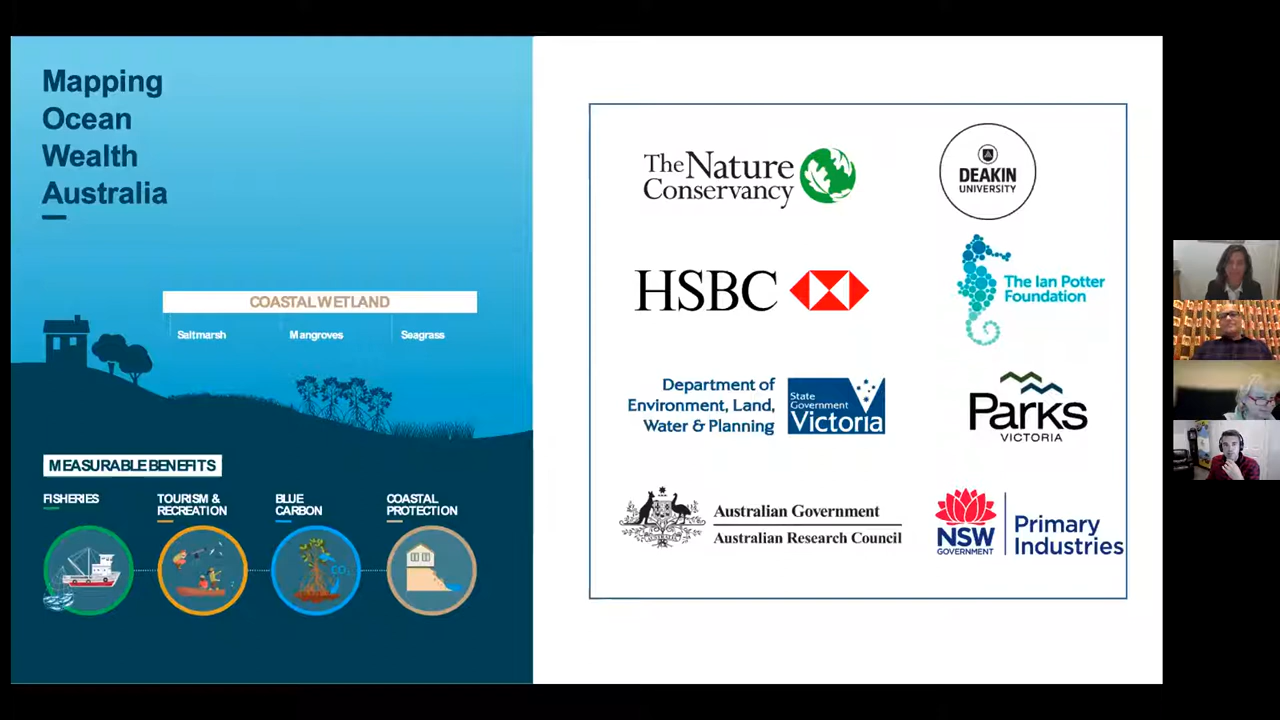 Mapping
Ocean
Wealth
Australia
COASTAL WETLAND
Saltmarsh Mangroves Seagrass
MEASURABLE BENEFITS
FISHERIES
TOURISM &
RECREATION
BLUE
CARBON
COASTAL
PROTECTION
CO₂
The Nature
Conservancy
DEAKIN
UNIVERSITY
HSBC
The Ian Potter
Foundation
Department of
Environment, Land,
Water & Planning
State
Government
Victoria
Parks
VICTORIA
Australian Government
Australian Research Council
NSW
GOVERNMENT
Primary
Industries